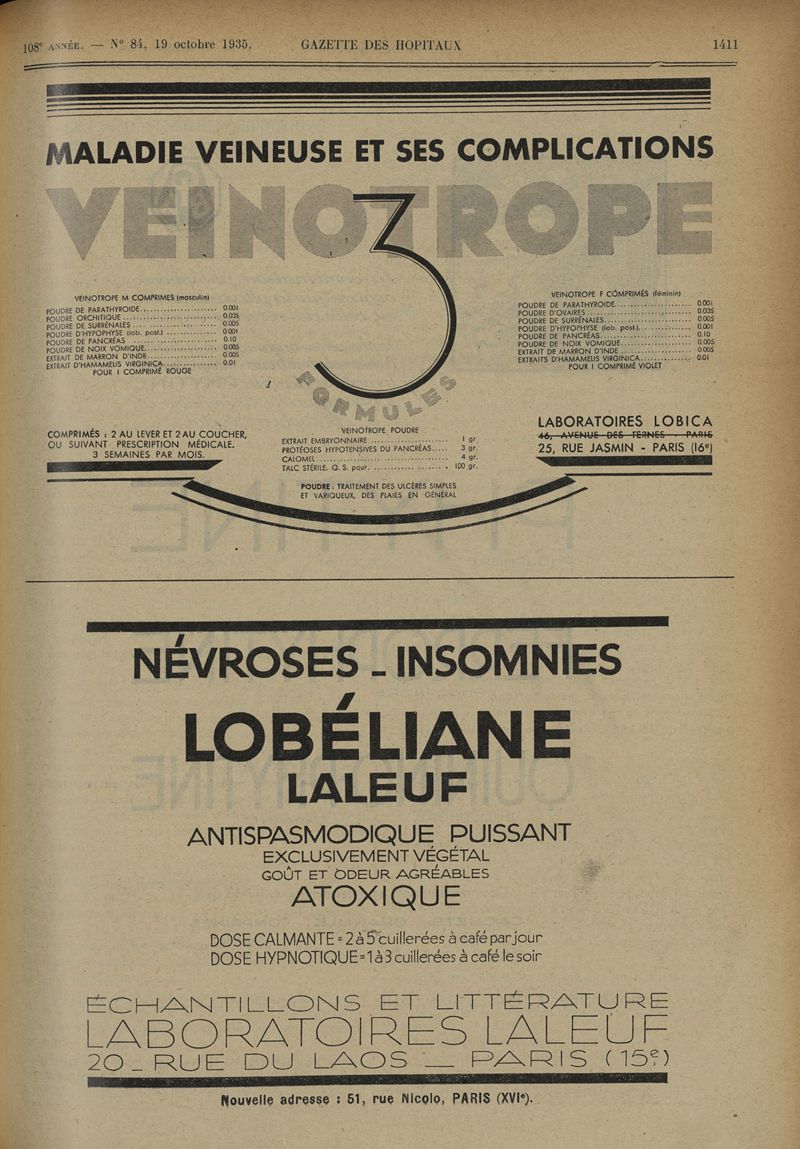 108e ANNÉE. — No 84, 19 octobre 1935. GAZETTE DES HOPITAUX 1411
MALADIE VEINEUSE ET SES COMPLICATIONS
VEINOTROPE
3
FORMULES
VEINOTROPE M COMPRIMES (masculin)
POUDRE DE PARATHYROIDE 0.001
POUDRE ORCHITIQUE 0.035
POUDRE DE SURRÉNALES 0.005
POUDRE D'HYPOPHYSE (lob. post.) 0.001
POUDRE DE PANCRÉAS 0.10
POUDRE DE NOIX VOMIQUE 0.005
EXTRAIT DE MARRON D'INDE 0.005
EXTRAIT D'HAMAMELIS VIRGINICA 0.01
POUR 1 COMPRIMÉ ROUGE
VEINOTROPE F COMPRIMÉS (féminin)
POUDRE DE PARATHYROIDE 0.001
POUDRE D'OVAIRES 0.035
POUDRE DE SURRÉNALES 0.005
POUDRE D'HYPOPHYSE (lob. post.) 0.001
POUDRE DE PANCRÉAS 0.10
POUDRE DE NOIX VOMIQUE 0.005
EXTRAIT DE MARRON D'INDE 0.005
EXTRAITS D'HAMAMELIS VIRGINICA 0.01
POUR 1 COMPRIMÉ VIOLET
COMPRIMÉS : 2 AU LEVER ET 2 AU COUCHER,
OU SUIVANT PRESCRIPTION MÉDICALE.
3 SEMAINES PAR MOIS.
VEINOTROPE POUDRE
EXTRAIT EMBRYONNAIRE 1 gr.
PROTÉOSES HYPOTENSIVES DU PANCRÉAS 3 gr.
CALOMEL 4 gr.
TALC STÉRILE. Q. S. pour 100 gr.
POUDRE : TRAITEMENT DES ULCÈRES SIMPLES
ET VARIQUEUX, DES PLAIES EN GÉNÉRAL
LABORATOIRES LOBICA
46, AVENUE DES TERNES - PARIS
25, RUE JASMIN - PARIS (16e)
NÉVROSES - INSOMNIES
LOBÉLIANE
LALEUF
ANTISPASMODIQUE PUISSANT
EXCLUSIVEMENT VÉGÉTAL
GOÛT ET ODEUR AGRÉABLES
ATOXIQUE
DOSE CALMANTE = 2 à 5 cuillerées à café par jour
DOSE HYPNOTIQUE = 1 à 3 cuillerées à café le soir
ÉCHANTILLONS ET LITTÉRATURE
LABORATOIRES LALEUF
20 - RUE DU LAOS — PARIS (15e)
Nouvelle adresse : 51, rue Nicolo, PARIS (XVIe).